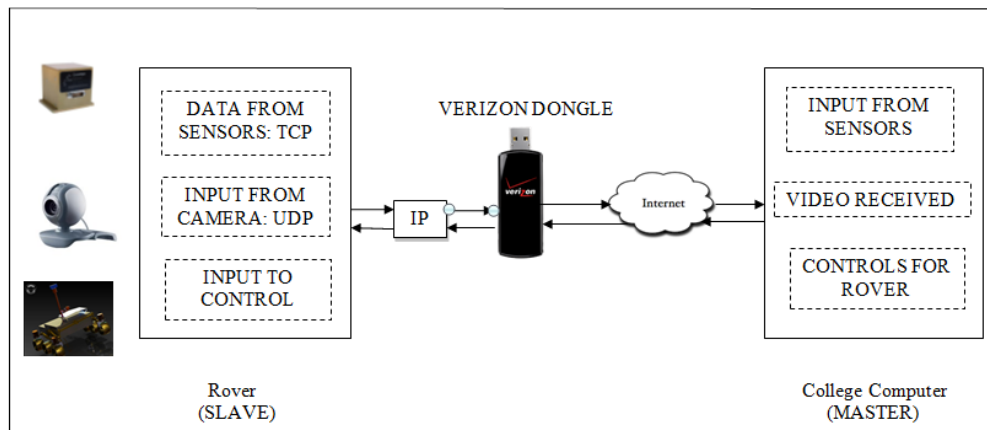 DATA FROM
SENSORS: TCP
INPUT FROM
CAMERA: UDP
INPUT TO
CONTROL
Rover
(SLAVE)
IP
VERIZON DONGLE
verizon
Internet
INPUT FROM
SENSORS
VIDEO RECEIVED
CONTROLS FOR
ROVER
College Computer
(MASTER)